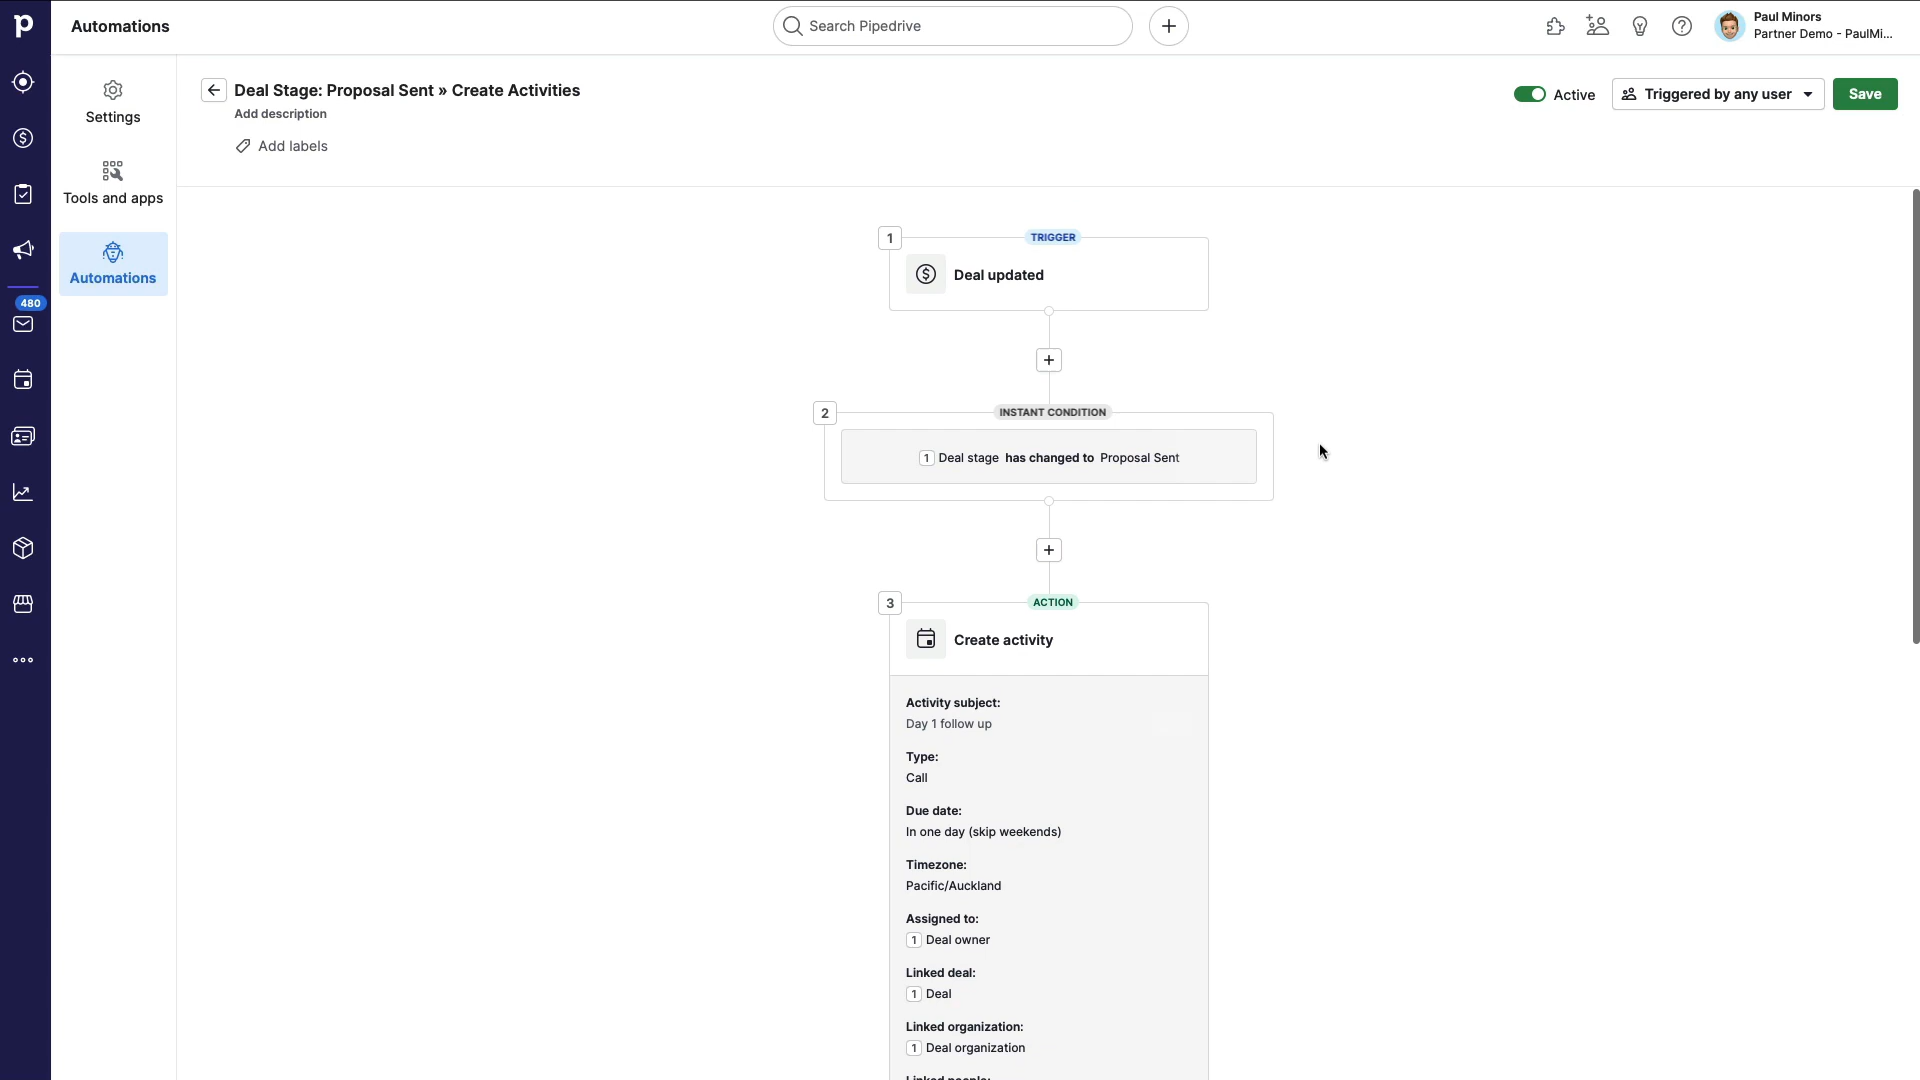 Automations
Search Pipedrive
Paul Minors
Partner Demo - PaulMi...
Settings
Tools and apps
Automations
480
Deal Stage: Proposal Sent » Create Activities
Add description
Add labels
Active
Triggered by any user
Save
1
TRIGGER
Deal updated
2
INSTANT CONDITION
1 Deal stage has changed to Proposal Sent
3
ACTION
Create activity
Activity subject:
Day 1 follow up
Type:
Call
Due date:
In one day (skip weekends)
Timezone:
Pacific/Auckland
Assigned to:
1 Deal owner
Linked deal:
1 Deal
Linked organization:
1 Deal organization
Linked people: